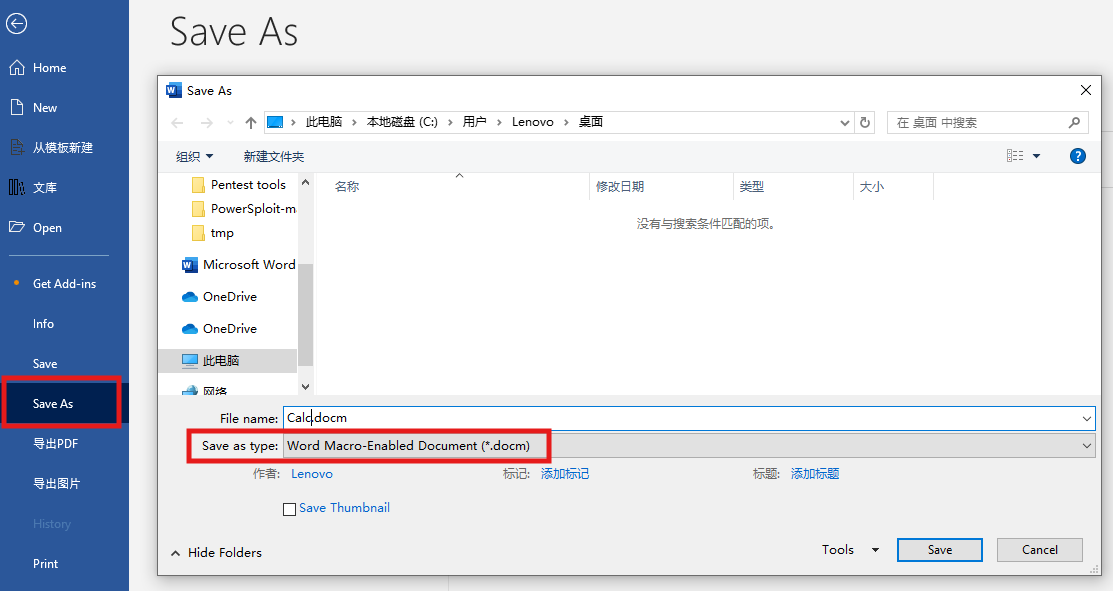 Save As
Home
New
从模板新建
文库
Open
Get Add-ins
Info
Save
Save As
导出PDF
导出图片
History
Print
Save As
此电脑 本地磁盘 (C:) 用户 Lenovo 桌面
在 桌面 中搜索
组织 新建文件夹
Pentest tools
PowerSploit-m
tmp
Microsoft Word
OneDrive
OneDrive
此电脑
网络
名称 修改日期 类型 大小
没有与搜索条件匹配的项。
File name: Calc.docm
Save as type: Word Macro-Enabled Document (*.docm)
作者: Lenovo 标记: 添加标记 标题: 添加标题
Save Thumbnail
Hide Folders Tools Save Cancel